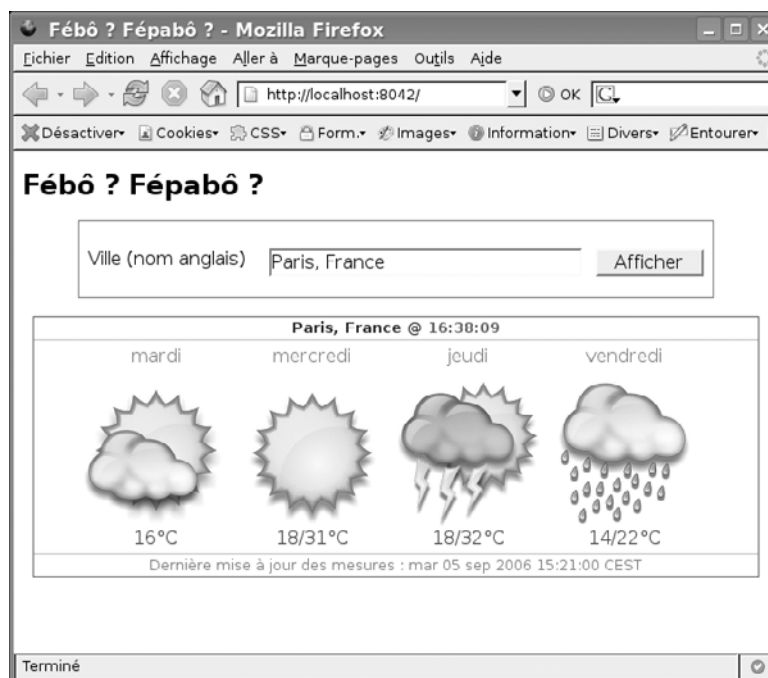 Fébô ? Fépabô ? - Mozilla Firefox
Fichier Edition Affichage Aller à Marque-pages Outils Aide
http://localhost:8042/ OK G
Désactiver Cookies CSS Form. Images Information Divers Entourer
Fébô ? Fépabô ?
Ville (nom anglais) Paris, France Afficher
Paris, France @ 16:38:09
mardi mercredi jeudi vendredi
16°C 18/31°C 18/32°C 14/22°C
Dernière mise à jour des mesures : mar 05 sep 2006 15:21:00 CEST
Terminé